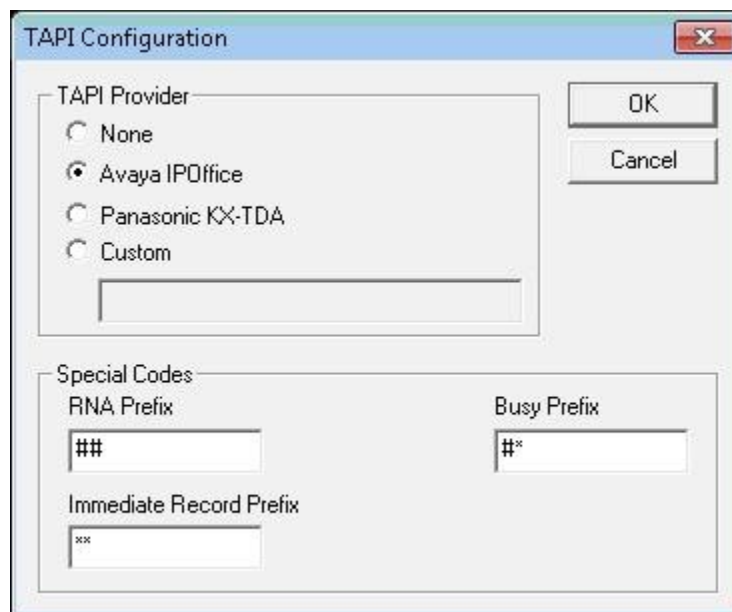 TAPI Configuration
TAPI Provider
None
Avaya IPOffice
Panasonic KX-TDA
Custom
OK
Cancel
Special Codes
RNA Prefix
Busy Prefix
##
#*
Immediate Record Prefix
**